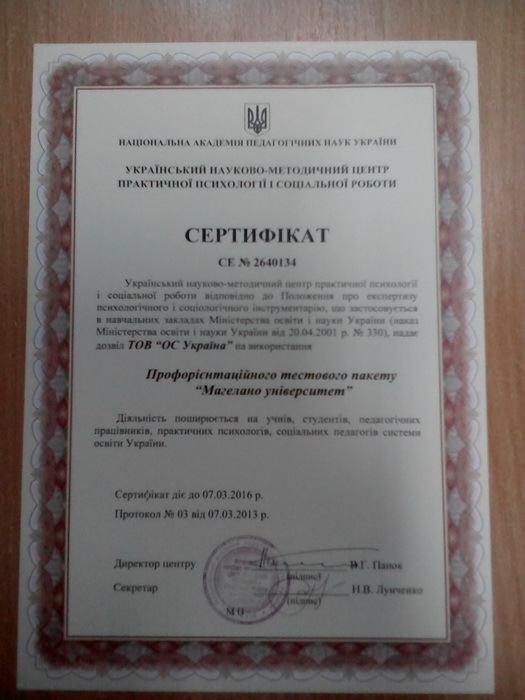 НАЦІОНАЛЬНА АКАДЕМІЯ ПЕДАГОГІЧНИХ НАУК УКРАЇНИ
УКРАЇНСЬКИЙ НАУКОВО-МЕТОДИЧНИЙ ЦЕНТР
ПРАКТИЧНОЇ ПСИХОЛОГІЇ І СОЦІАЛЬНОЇ РОБОТИ
СЕРТИФІКАТ
СЕ № 2640134
Український науково-методичний центр практичної психології
і соціальної роботи відповідно до Положення про експертизу
психологічного і соціологічного інструментарію, що застосовується
в навчальних закладах Міністерства освіти і науки України (наказ
Міністерства освіти і науки України від 20.04.2001 р. № 330), надає
дозвіл ТОВ “ОС Україна” на використання
Профорієнтаційного тестового пакету
“Магелано університет”
Діяльність поширюється на учнів, студентів, педагогічних
працівників, практичних психологів, соціальних педагогів системи
освіти України.
Сертифікат діє до 07.03.2016 р.
Протокол № 03 від 07.03.2013 р.
Директор центру В.Г. Панок
(підпис)
Секретар Н.В. Лунченко
(підпис)
МП